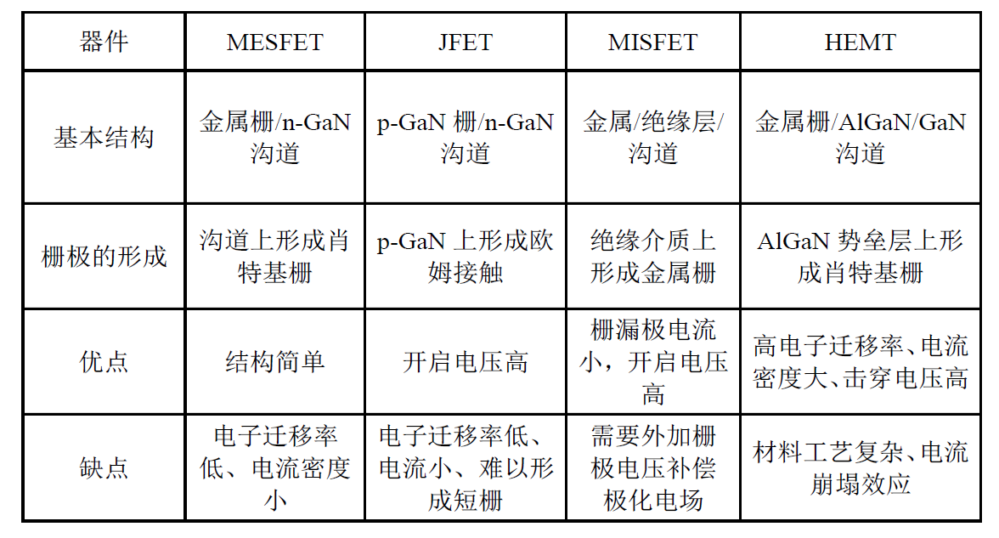 器件
MESFET
JFET
MISFET
HEMT
基本结构
金属栅/n-GaN
沟道
p-GaN 栅/n-GaN
沟道
金属/绝缘层/
沟道
金属栅/AlGaN/GaN
沟道
栅极的形成
沟道上形成肖
特基栅
p-GaN 上形成欧
姆接触
绝缘介质上
形成金属栅
AlGaN 势垒层上形
成肖特基栅
优点
结构简单
开启电压高
栅漏极电流
小，开启电压
高
高电子迁移率、电流
密度大、击穿电压高
缺点
电子迁移率
低、电流密度
小
电子迁移率低、
电流小、难以形
成短栅
需要外加栅
极电压补偿
极化电场
材料工艺复杂、电流
崩塌效应